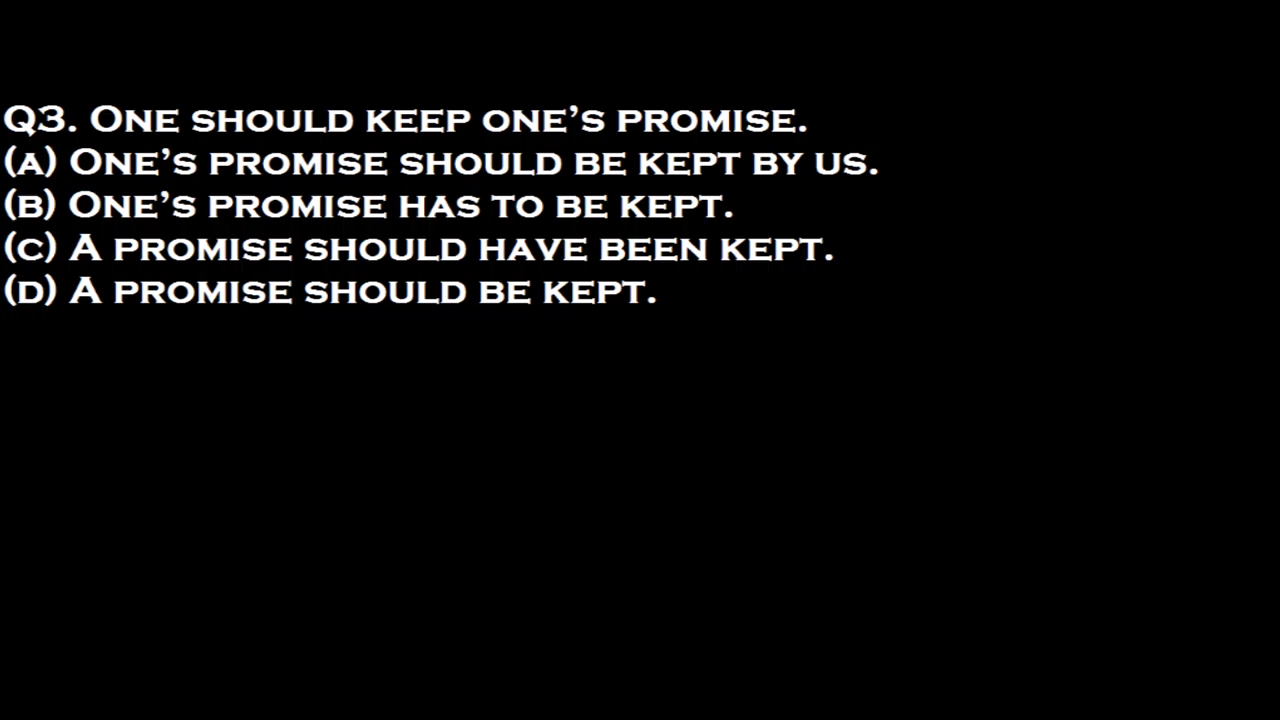 Q3. One should keep one’s promise.
(a) One’s promise should be kept by us.
(b) One’s promise has to be kept.
(c) A promise should have been kept.
(d) A promise should be kept.